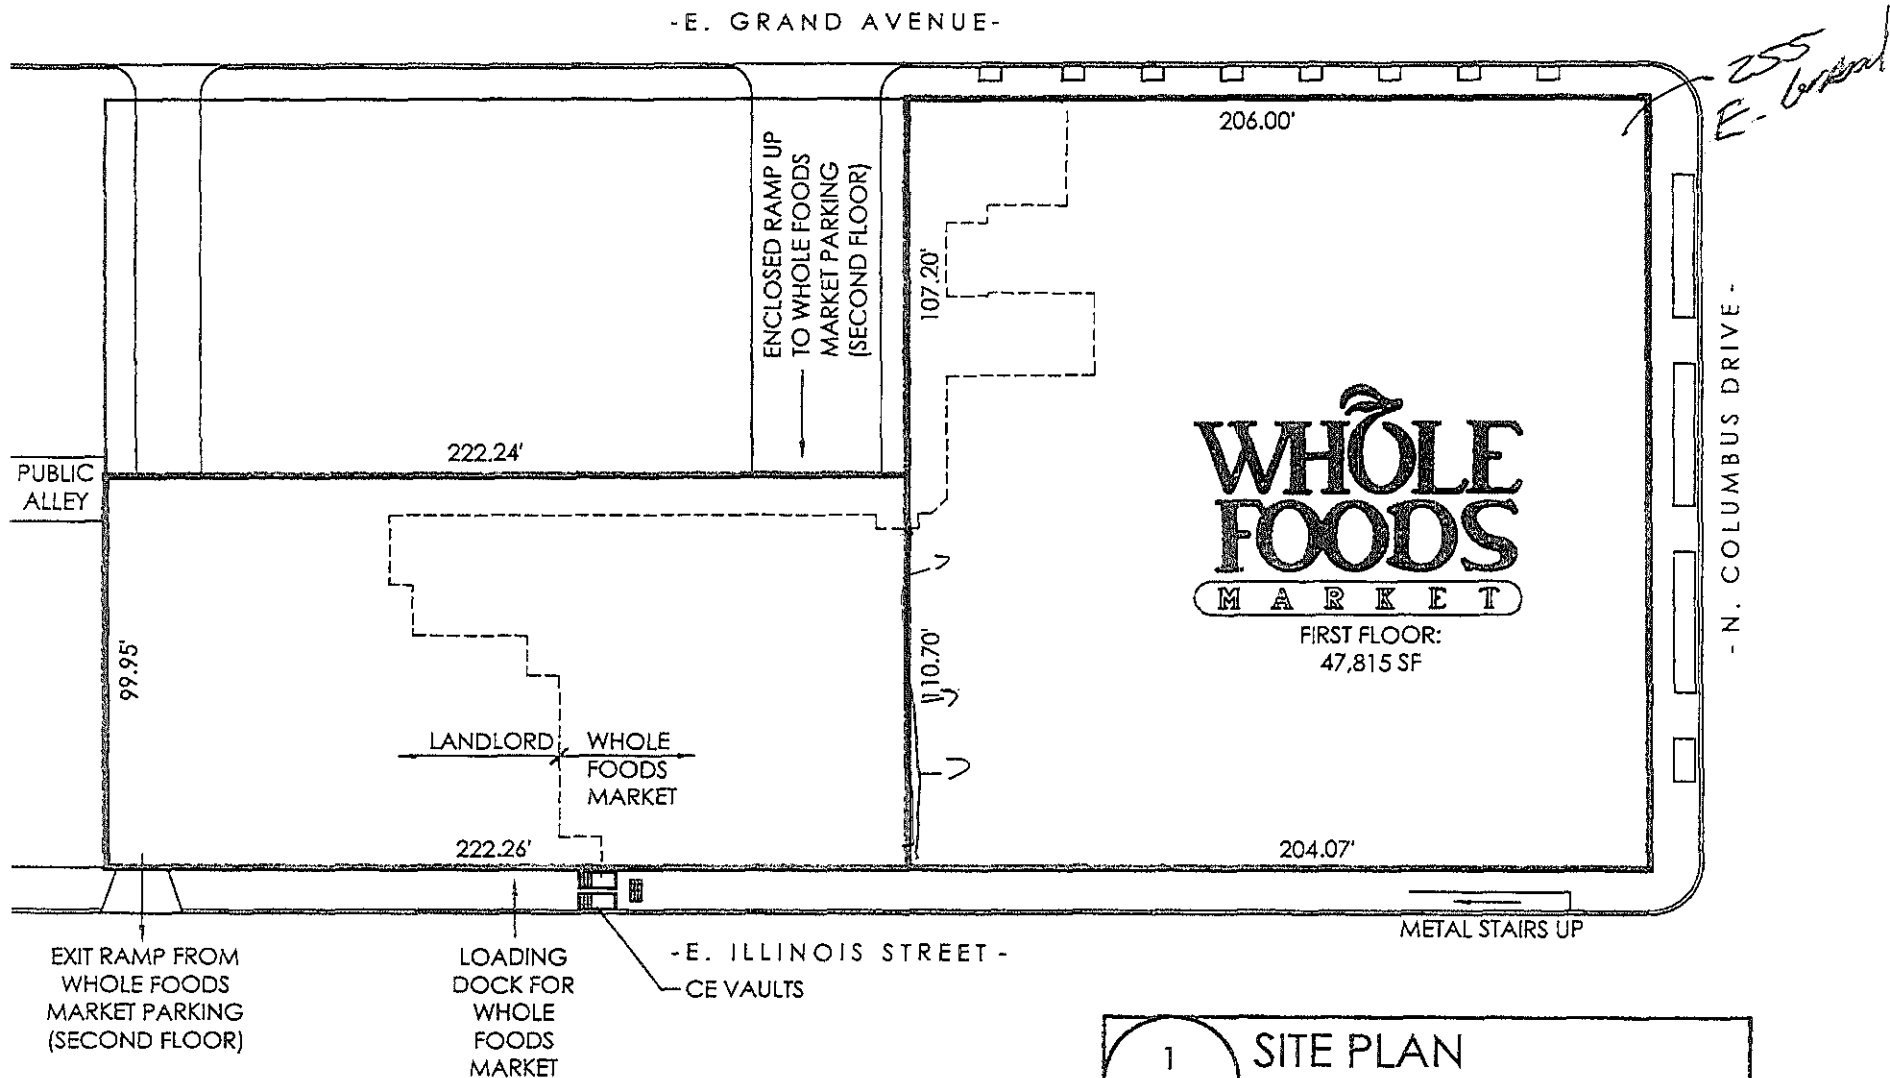 -E. GRAND AVENUE-
255
E. Grand
206.00'
ENCLOSED RAMP UP
TO WHOLE FOODS
MARKET PARKING
(SECOND FLOOR)
107.20'
- N. COLUMBUS DRIVE -
WHOLE
FOODS
MARKET
FIRST FLOOR:
47,815 SF
222.24'
PUBLIC
ALLEY
99.95'
110.70'
LANDLORD
WHOLE
FOODS
MARKET
222.26'
204.07'
METAL STAIRS UP
-E. ILLINOIS STREET -
CE VAULTS
EXIT RAMP FROM
WHOLE FOODS
MARKET PARKING
(SECOND FLOOR)
LOADING
DOCK FOR
WHOLE
FOODS
MARKET
1
SITE PLAN